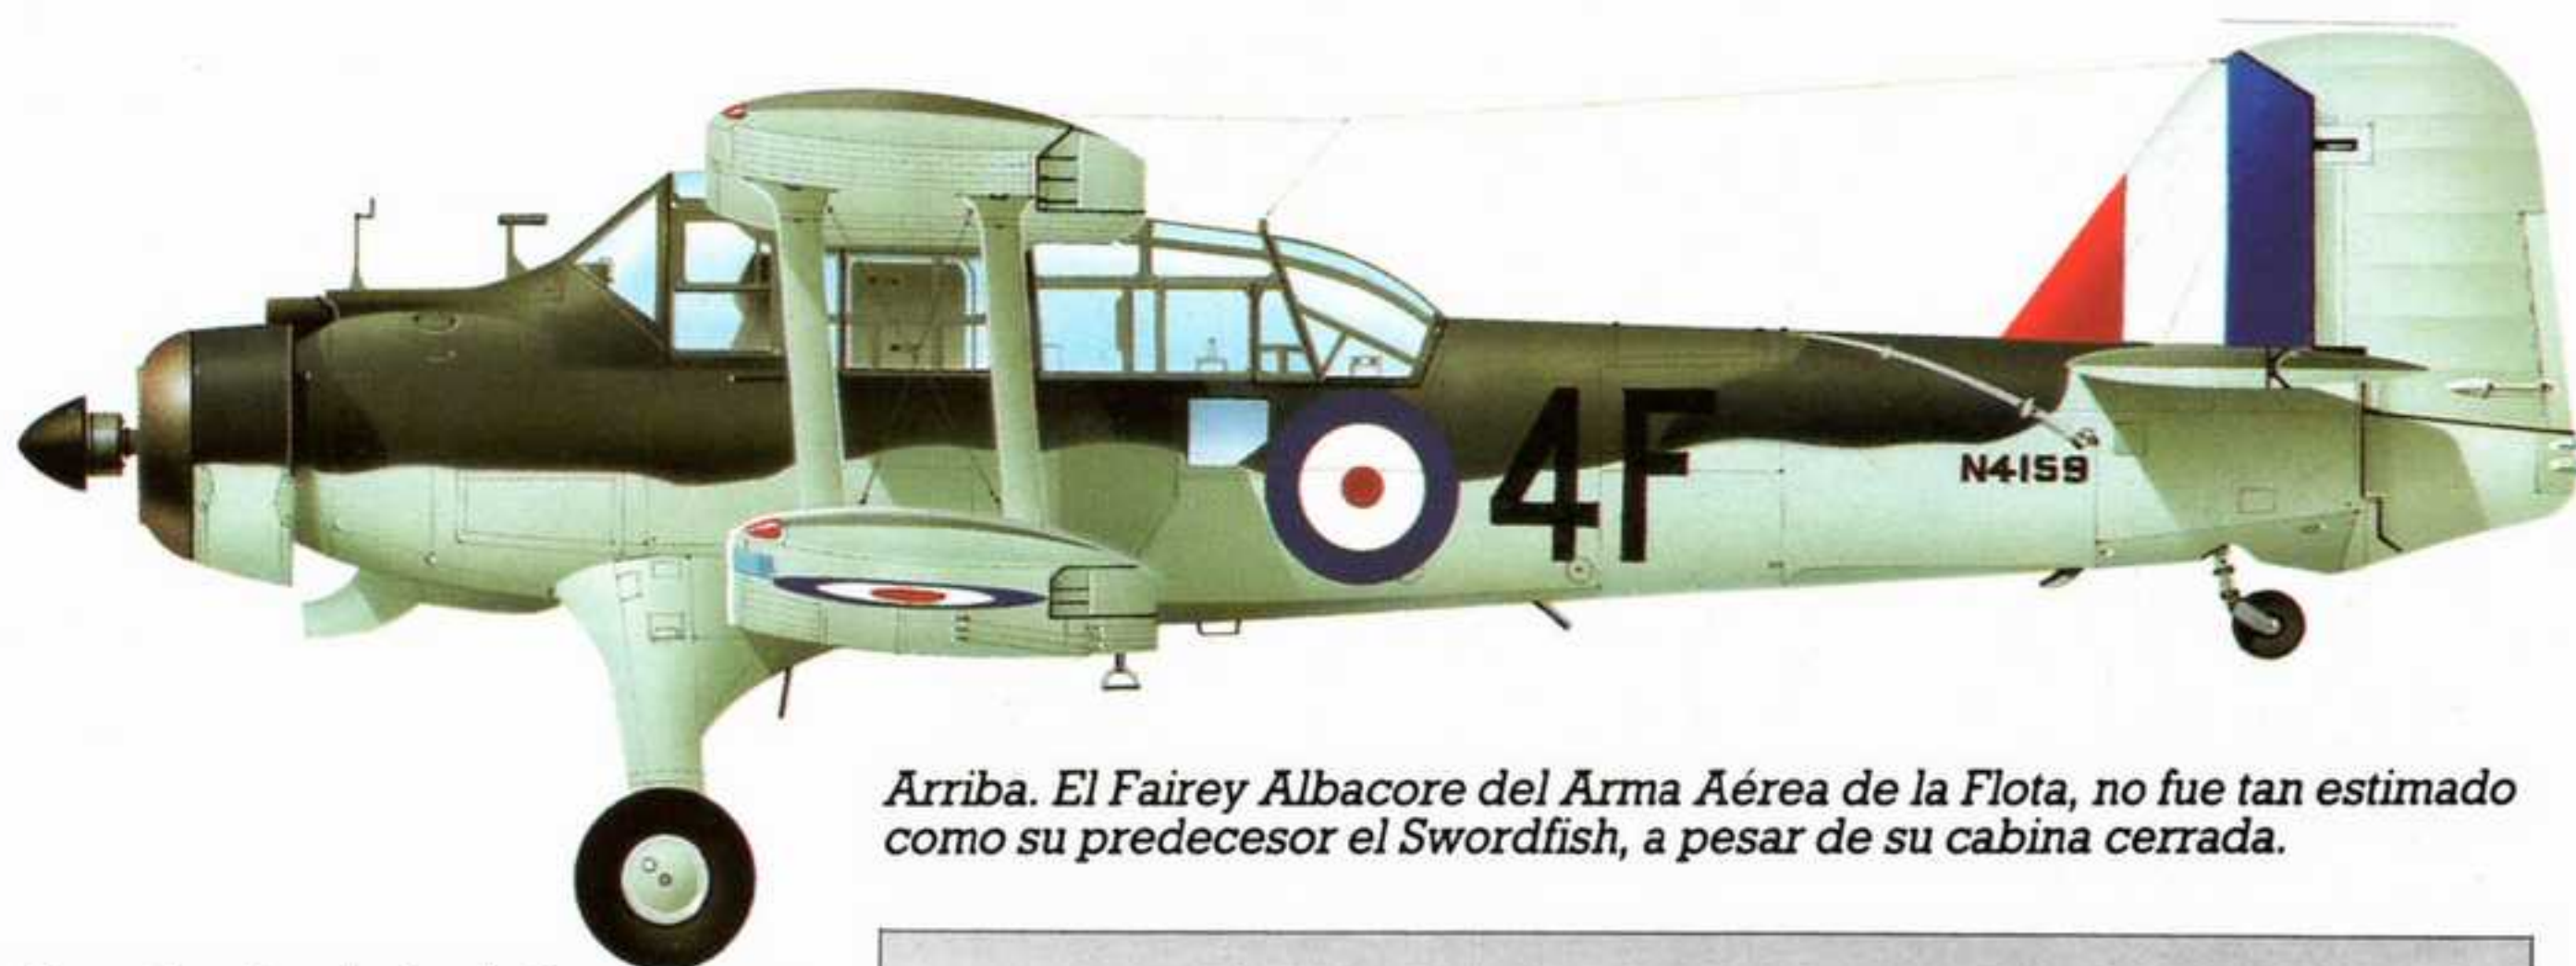 4F
N4159
Arriba. El Fairey Albacore del Arma Aérea de la Flota, no fue tan estimado
como su predecesor el Swordfish, a pesar de su cabina cerrada.